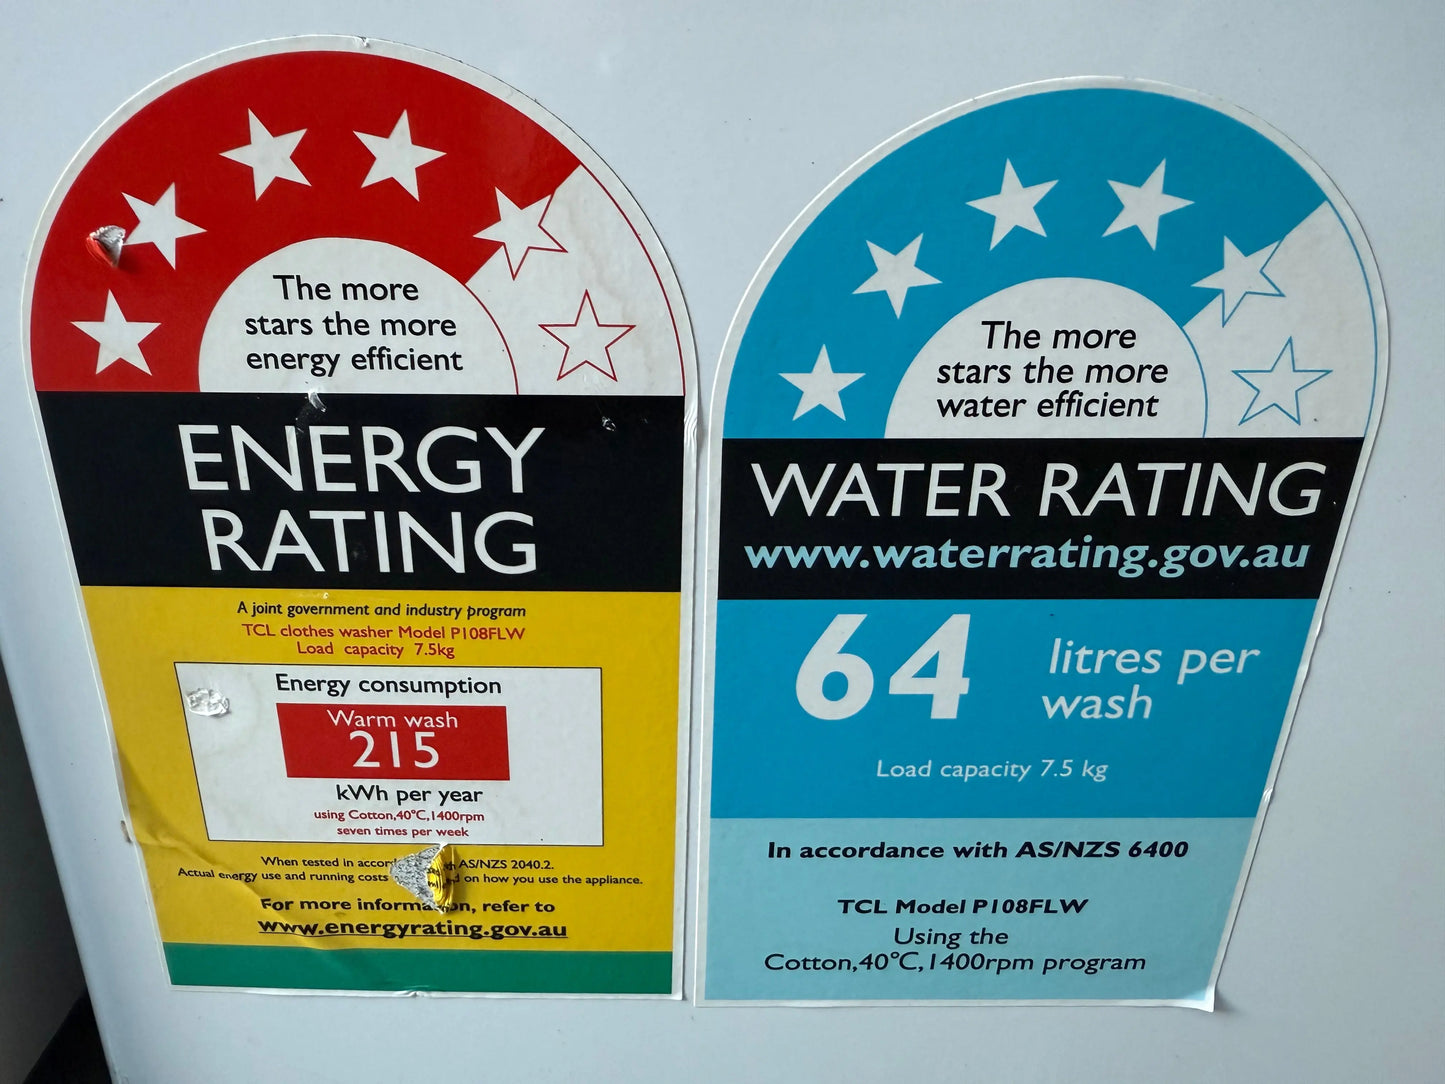 The more
stars the more
energy efficient
ENERGY
RATING
A joint government and industry program
TCL clothes washer Model P108FLW
Load capacity 7.5kg
Energy consumption
Warm wash
215
kWh per year
using Cotton,40°C,1400rpm
seven times per week
When tested in AS/NZS 2040.2.
Actual energy use and running costs on how you use the appliance.
For more refer to
www.energyrating.gov.au
The more
stars the more
water efficient
WATER RATING
www.waterrating.gov.au
64 litres per
wash
Load capacity 7.5 kg
In accordance with AS/NZS 6400
TCL Model P108FLW
Using the
Cotton,40°C,1400rpm program